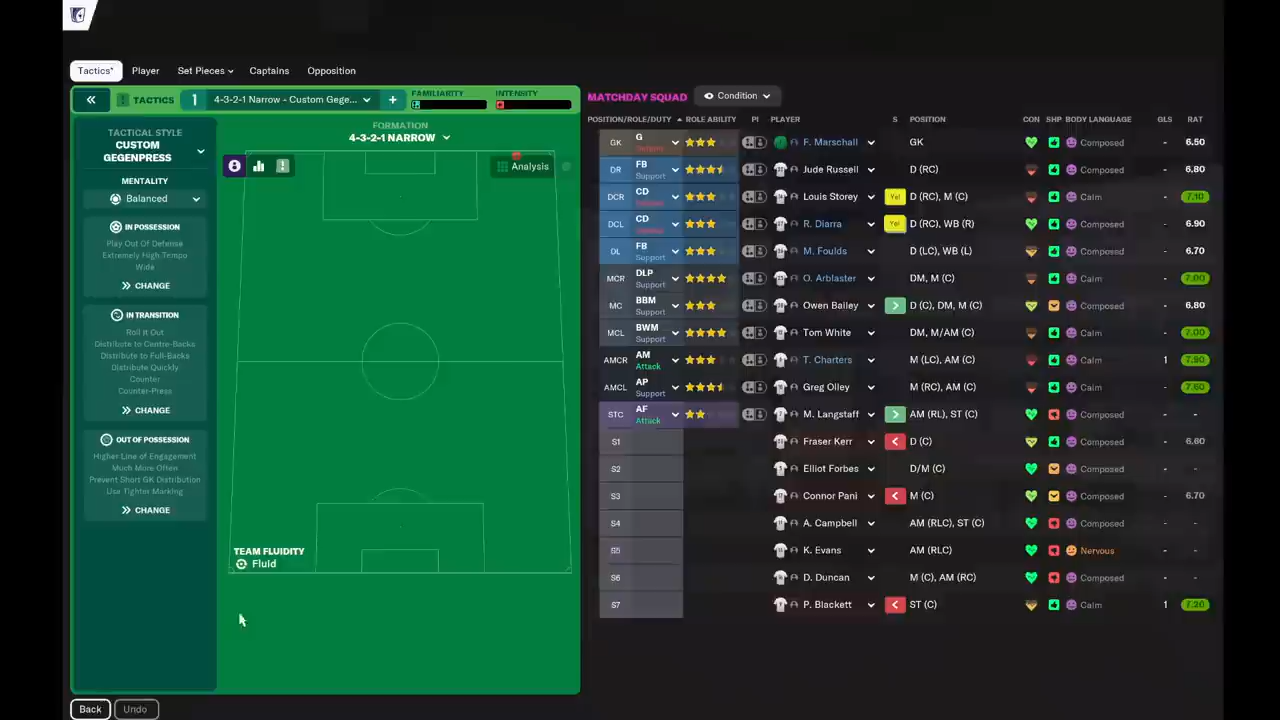 Tactics* Player Set Pieces Captains Opposition
TACTICS 1 4-3-2-1 Narrow - Custom Gege... + FAMILIARITY INTENSITY
TACTICAL STYLE
CUSTOM
GEGENPRESS
MENTALITY
Balanced
IN POSSESSION
Play Out Of Defense
Extremely High Tempo
Wide
CHANGE
IN TRANSITION
Roll It Out
Distribute to Centre-Backs
Distribute to Full-Backs
Distribute Quickly
Counter
Counter-Press
CHANGE
OUT OF POSSESSION
Higher Line of Engagement
Much More Often
Prevent Short GK Distribution
Use Tighter Marking
CHANGE
FORMATION
4-3-2-1 NARROW
Analysis
TEAM FLUIDITY
Fluid
MATCHDAY SQUAD Condition
POSITION/ROLE/DUTY ROLE ABILITY PI PLAYER S POSITION CON SHP BODY LANGUAGE GLS RAT
GK G F. Marschall GK Composed - 6.50
DR FB Support Jude Russell D (RC) Composed - 6.80
DCR CD Louis Storey Yel D (RC), M (C) Calm - 7.10
DCL CD R. Diarra Yel D (RC), WB (R) Composed - 6.90
DL FB Support M. Foulds D (LC), WB (L) Composed - 6.70
MCR DLP Support O. Arblaster DM, M (C) Calm - 7.00
MC BBM Support Owen Bailey D (C), DM, M (C) Composed - 6.80
MCL BWM Support Tom White DM, M/AM (C) Calm - 7.00
AMCR AM Attack T. Charters M (LC), AM (C) Calm 1 7.90
AMCL AP Support Greg Olley M (RC), AM (C) Calm - 7.60
STC AF Attack M. Langstaff AM (RL), ST (C) Composed - -
S1 Fraser Kerr D (C) Composed - 6.60
S2 Elliot Forbes D/M (C) Composed - -
S3 Connor Pani M (C) Composed - 6.70
S4 A. Campbell AM (RLC), ST (C) Composed - -
S5 K. Evans AM (RLC) Nervous - -
S6 D. Duncan M (C), AM (RC) Composed - -
S7 P. Blackett ST (C) Calm 1 7.20
Back Undo